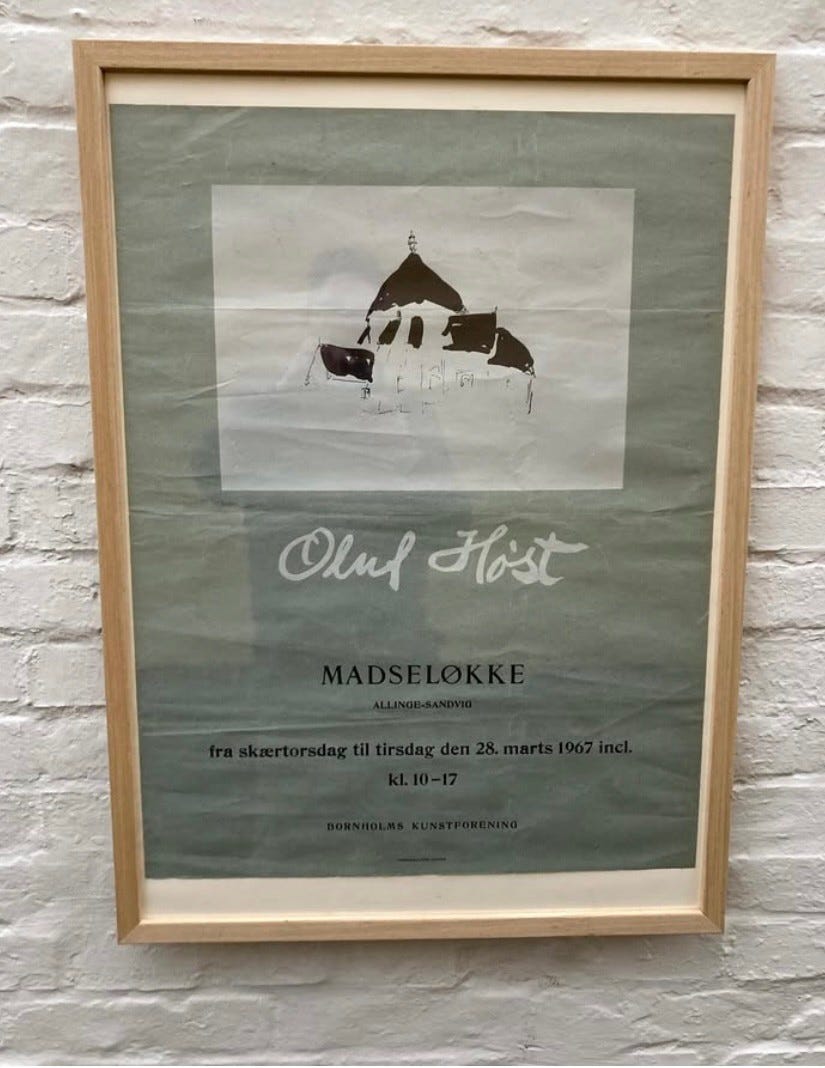 Oluf Høst
MADSELØKKE
ALLINGE-SANDVIG
fra skærtorsdag til tirsdag den 28. marts 1967 incl.
kl. 10–17
BORNHOLMS KUNSTFORENING